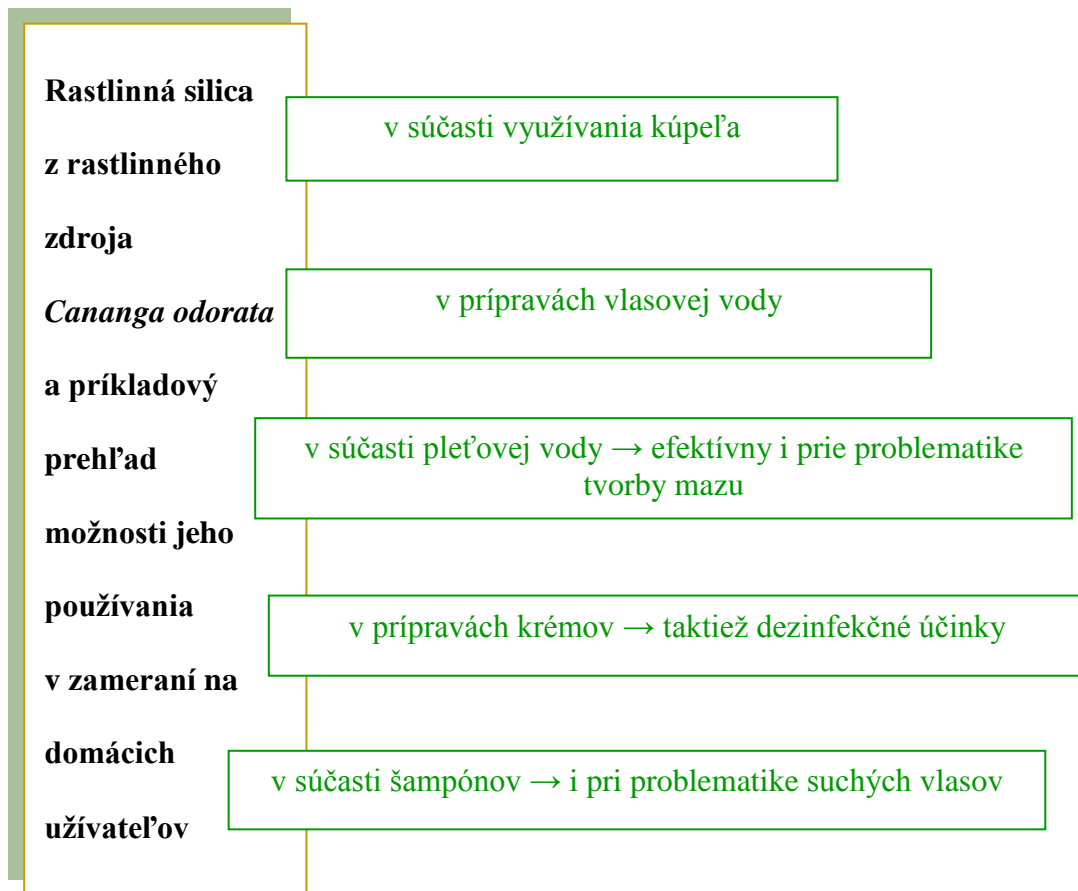 Rastlinná silica
z rastlinného
zdroja
Cananga odorata
a príkladový
prehľad
možnosti jeho
používania
v zameraní na
domácich
užívateľov
v súčasti využívania kúpeľa
v prípravách vlasovej vody
v súčasti pleťovej vody → efektívny i prie problematike
tvorby mazu
v prípravách krémov → taktiež dezinfekčné účinky
v súčasti šampónov → i pri problematike suchých vlasov